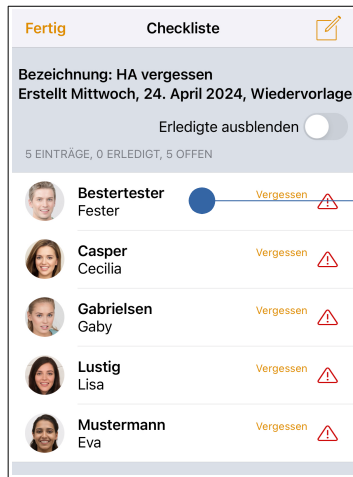 Fertig Checkliste
Bezeichnung: HA vergessen
Erstellt Mittwoch, 24. April 2024, Wiedervorlage
Erledigte ausblenden
5 EINTRÄGE, 0 ERLEDIGT, 5 OFFEN
Bestertester Vergessen
Fester
Casper Vergessen
Cecilia
Gabrielsen Vergessen
Gaby
Lustig Vergessen
Lisa
Mustermann Vergessen
Eva